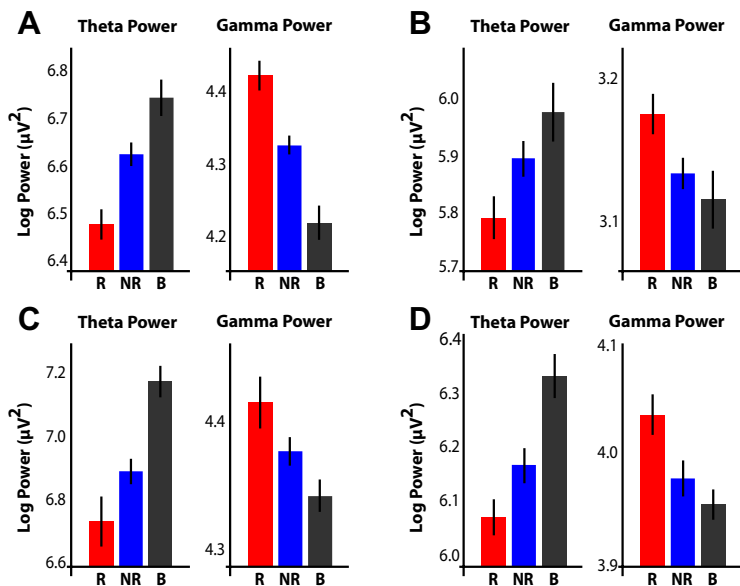 A
Theta Power
Gamma Power
Log Power (μV²)
6.8
6.7
6.6
6.5
6.4
R NR B
4.4
4.3
4.2
R NR B
B
Theta Power
Gamma Power
Log Power (μV²)
6.0
5.9
5.8
5.7
R NR B
3.2
3.1
R NR B
C
Theta Power
Gamma Power
Log Power (μV²)
7.2
7.0
6.8
6.6
R NR B
4.4
4.3
R NR B
D
Theta Power
Gamma Power
Log Power (μV²)
6.4
6.3
6.2
6.1
6.0
R NR B
4.1
4.0
3.9
R NR B